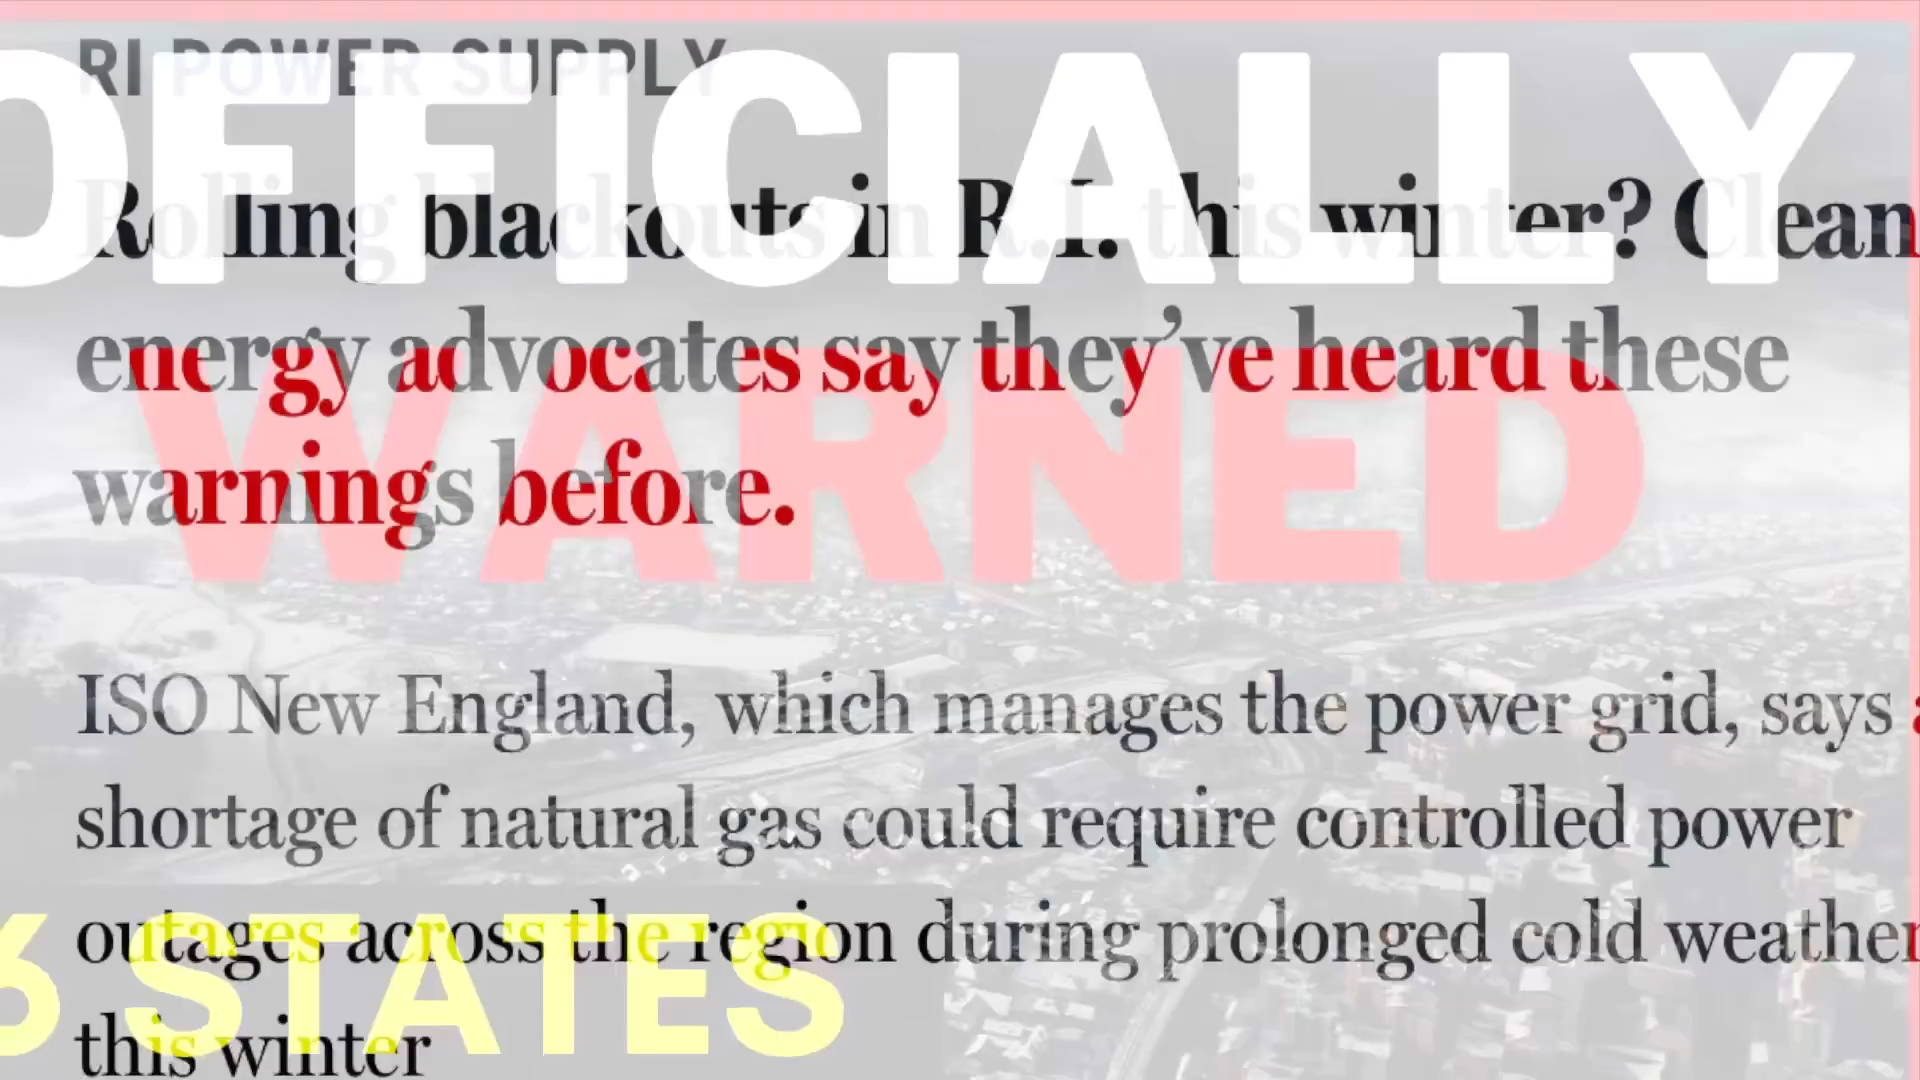 RI POWER SUPPLY
OFFICIALLY
Rolling blackouts in R.I. this winter? Clean
energy advocates say they've heard these
WARNED
warnings before.
ISO New England, which manages the power grid, says a
shortage of natural gas could require controlled power
outages across the region during prolonged cold weather
6 STATES
this winter